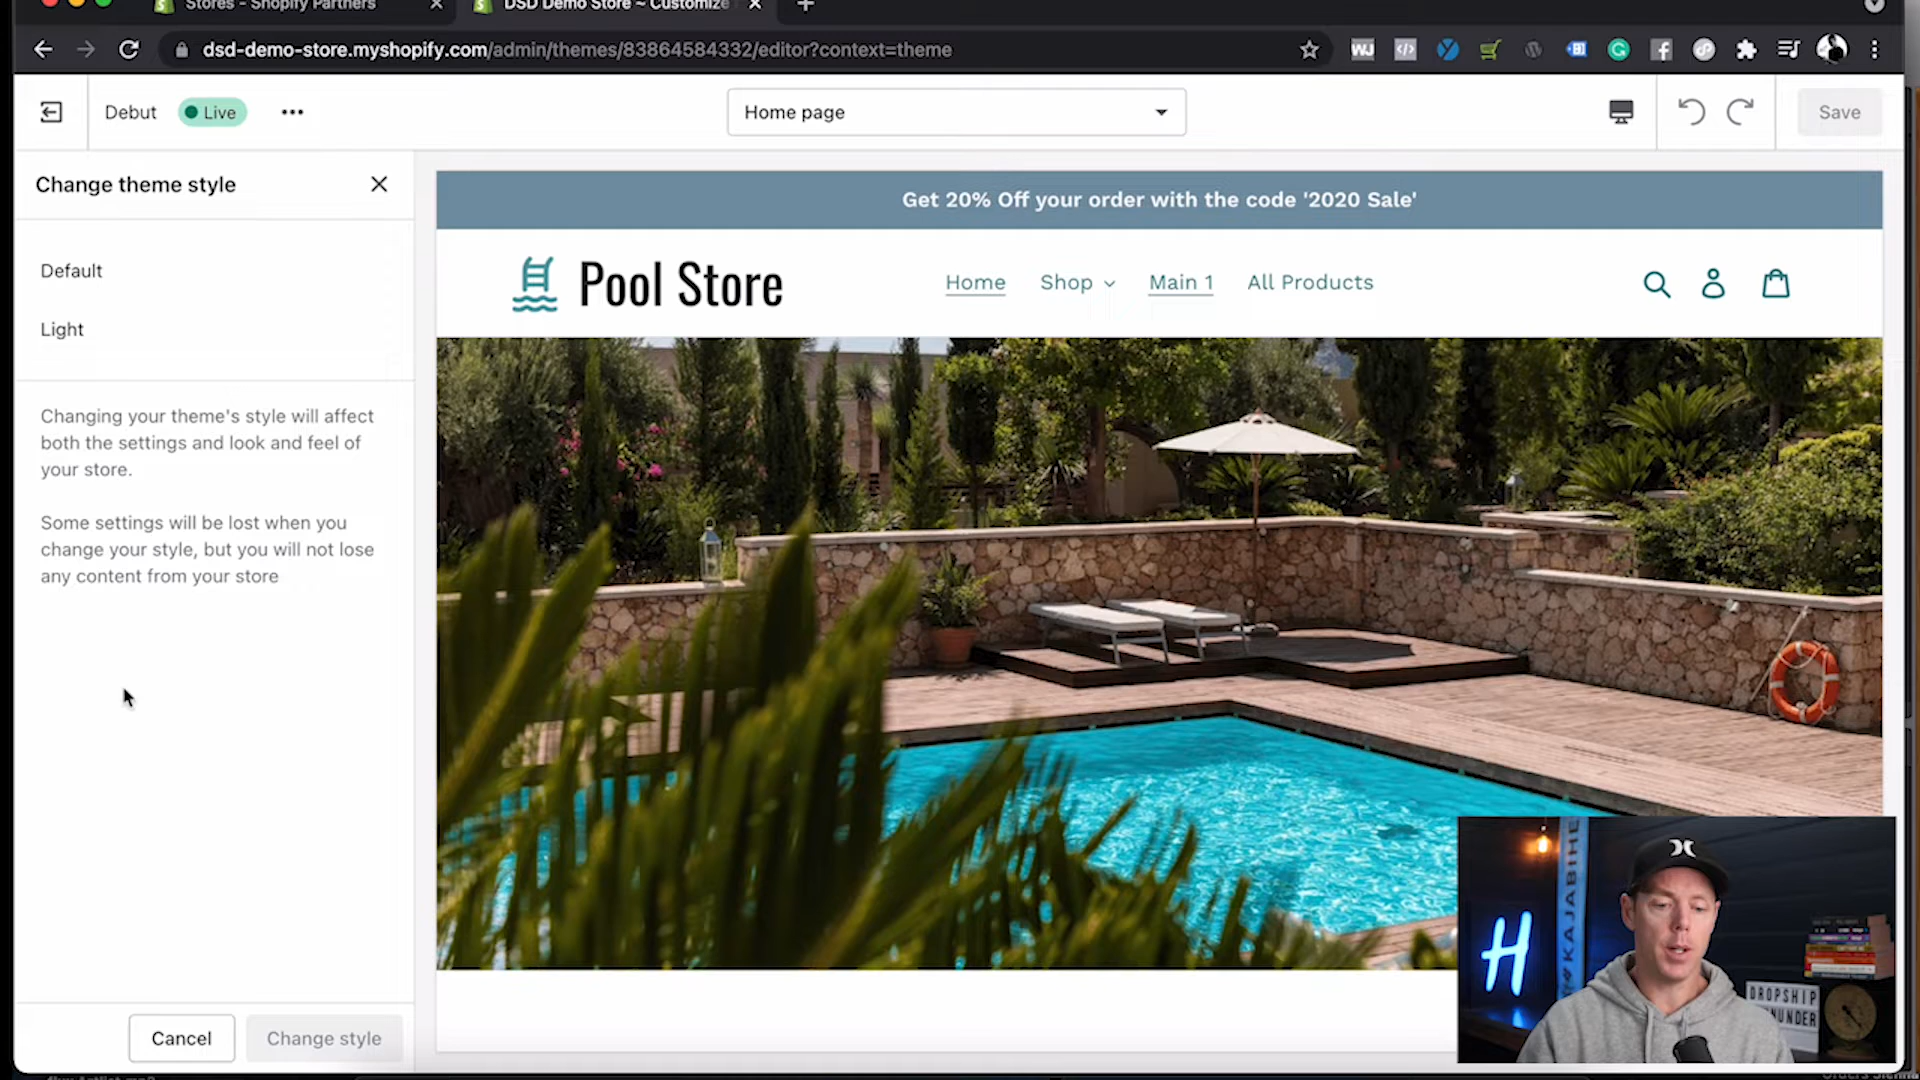 Stores - Shopify Partners
DSD Demo Store ~ Customize
dsd-demo-store.myshopify.com/admin/themes/83864584332/editor?context=theme
Debut
Live
Home page
Save
Change theme style
Default
Light
Changing your theme's style will affect
both the settings and look and feel of
your store.
Some settings will be lost when you
change your style, but you will not lose
any content from your store
Cancel
Change style
Get 20% Off your order with the code '2020 Sale'
Pool Store
Home
Shop
Main 1
All Products
H
#KAJABIHE
DROPSHIP